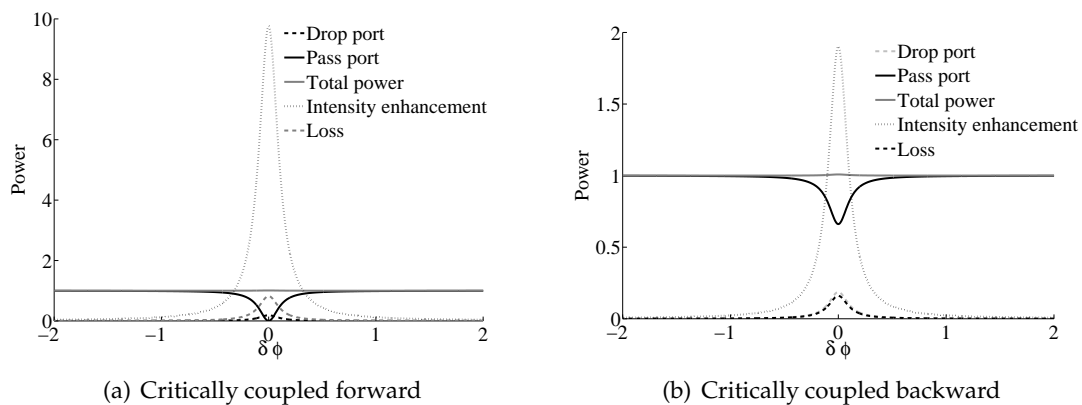 10
8
6
4
2
0
Power
−2
−1
0
1
2
δ ϕ
Drop port
Pass port
Total power
Intensity enhancement
Loss
(a) Critically coupled forward
2
1.5
1
0.5
0
Power
−2
−1
0
1
2
δ ϕ
Drop port
Pass port
Total power
Intensity enhancement
Loss
(b) Critically coupled backward